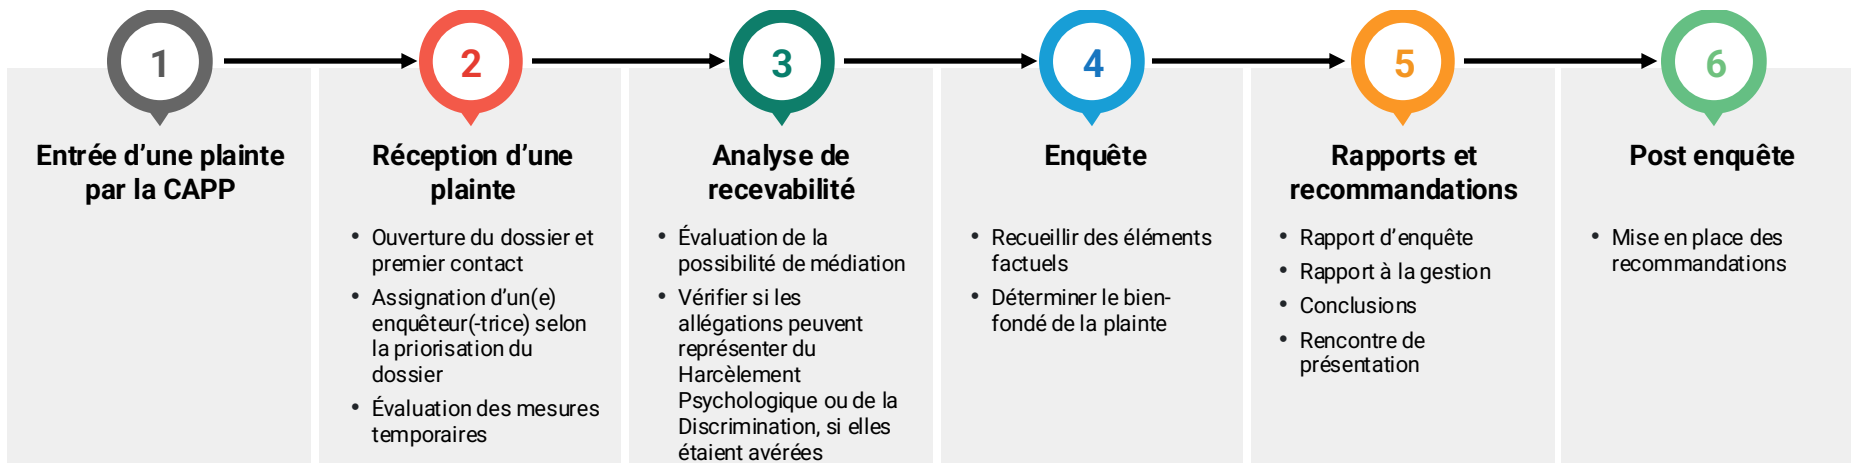 1
Entrée d’une plainte
par la CAPP
2
Réception d’une
plainte
• Ouverture du dossier et
premier contact
• Assignation d’un(e)
enquêteur(-trice) selon
la priorisation du
dossier
• Évaluation des mesures
temporaires
3
Analyse de
recevabilité
• Évaluation de la
possibilité de médiation
• Vérifier si les
allégations peuvent
représenter du
Harcèlement
Psychologique ou de la
Discrimination, si elles
étaient avérées
4
Enquête
• Recueillir des éléments
factuels
• Déterminer le bien-
fondé de la plainte
5
Rapports et
recommandations
• Rapport d’enquête
• Rapport à la gestion
• Conclusions
• Rencontre de
présentation
6
Post enquête
• Mise en place des
recommandations